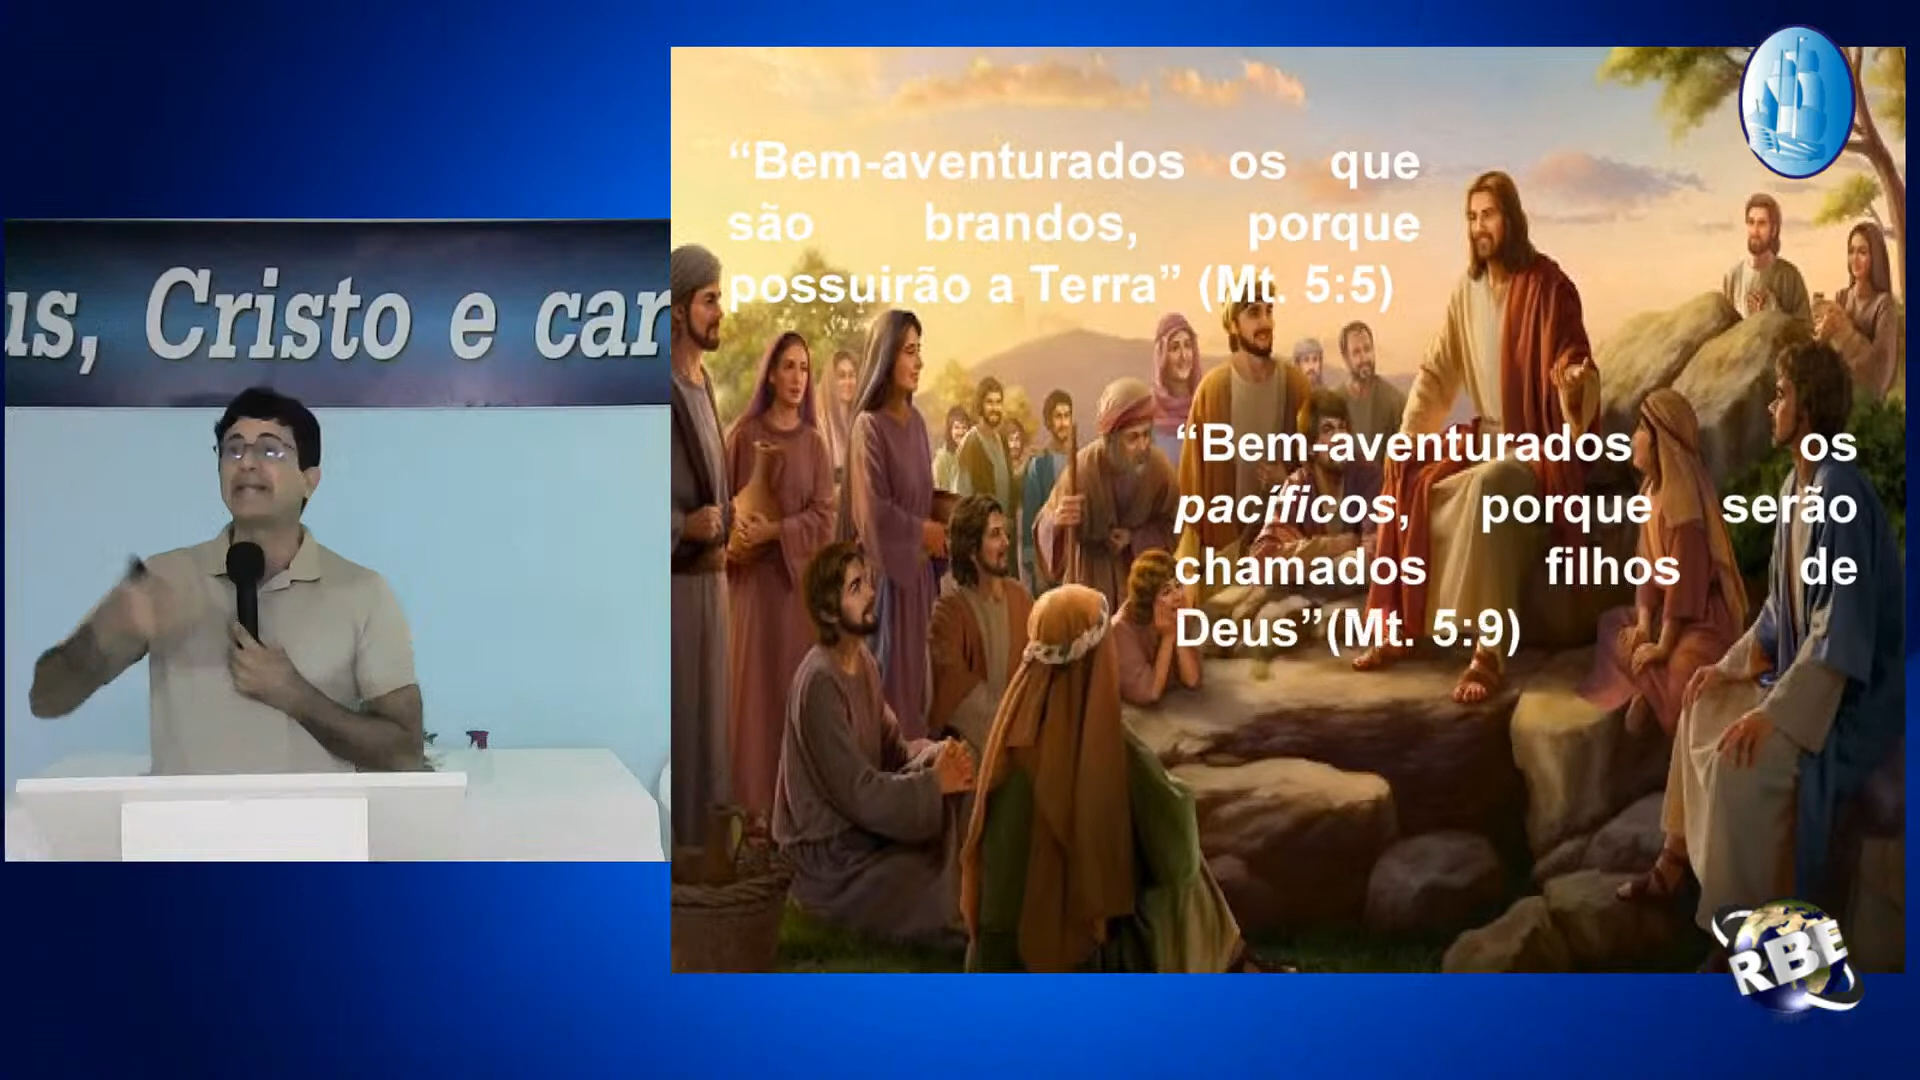 us, Cristo e car
“Bem-aventurados os que
são brandos, porque
possuirão a Terra” (Mt. 5:5)
“Bem-aventurados os
pacíficos, porque serão
chamados filhos de
Deus”(Mt. 5:9)
RBE